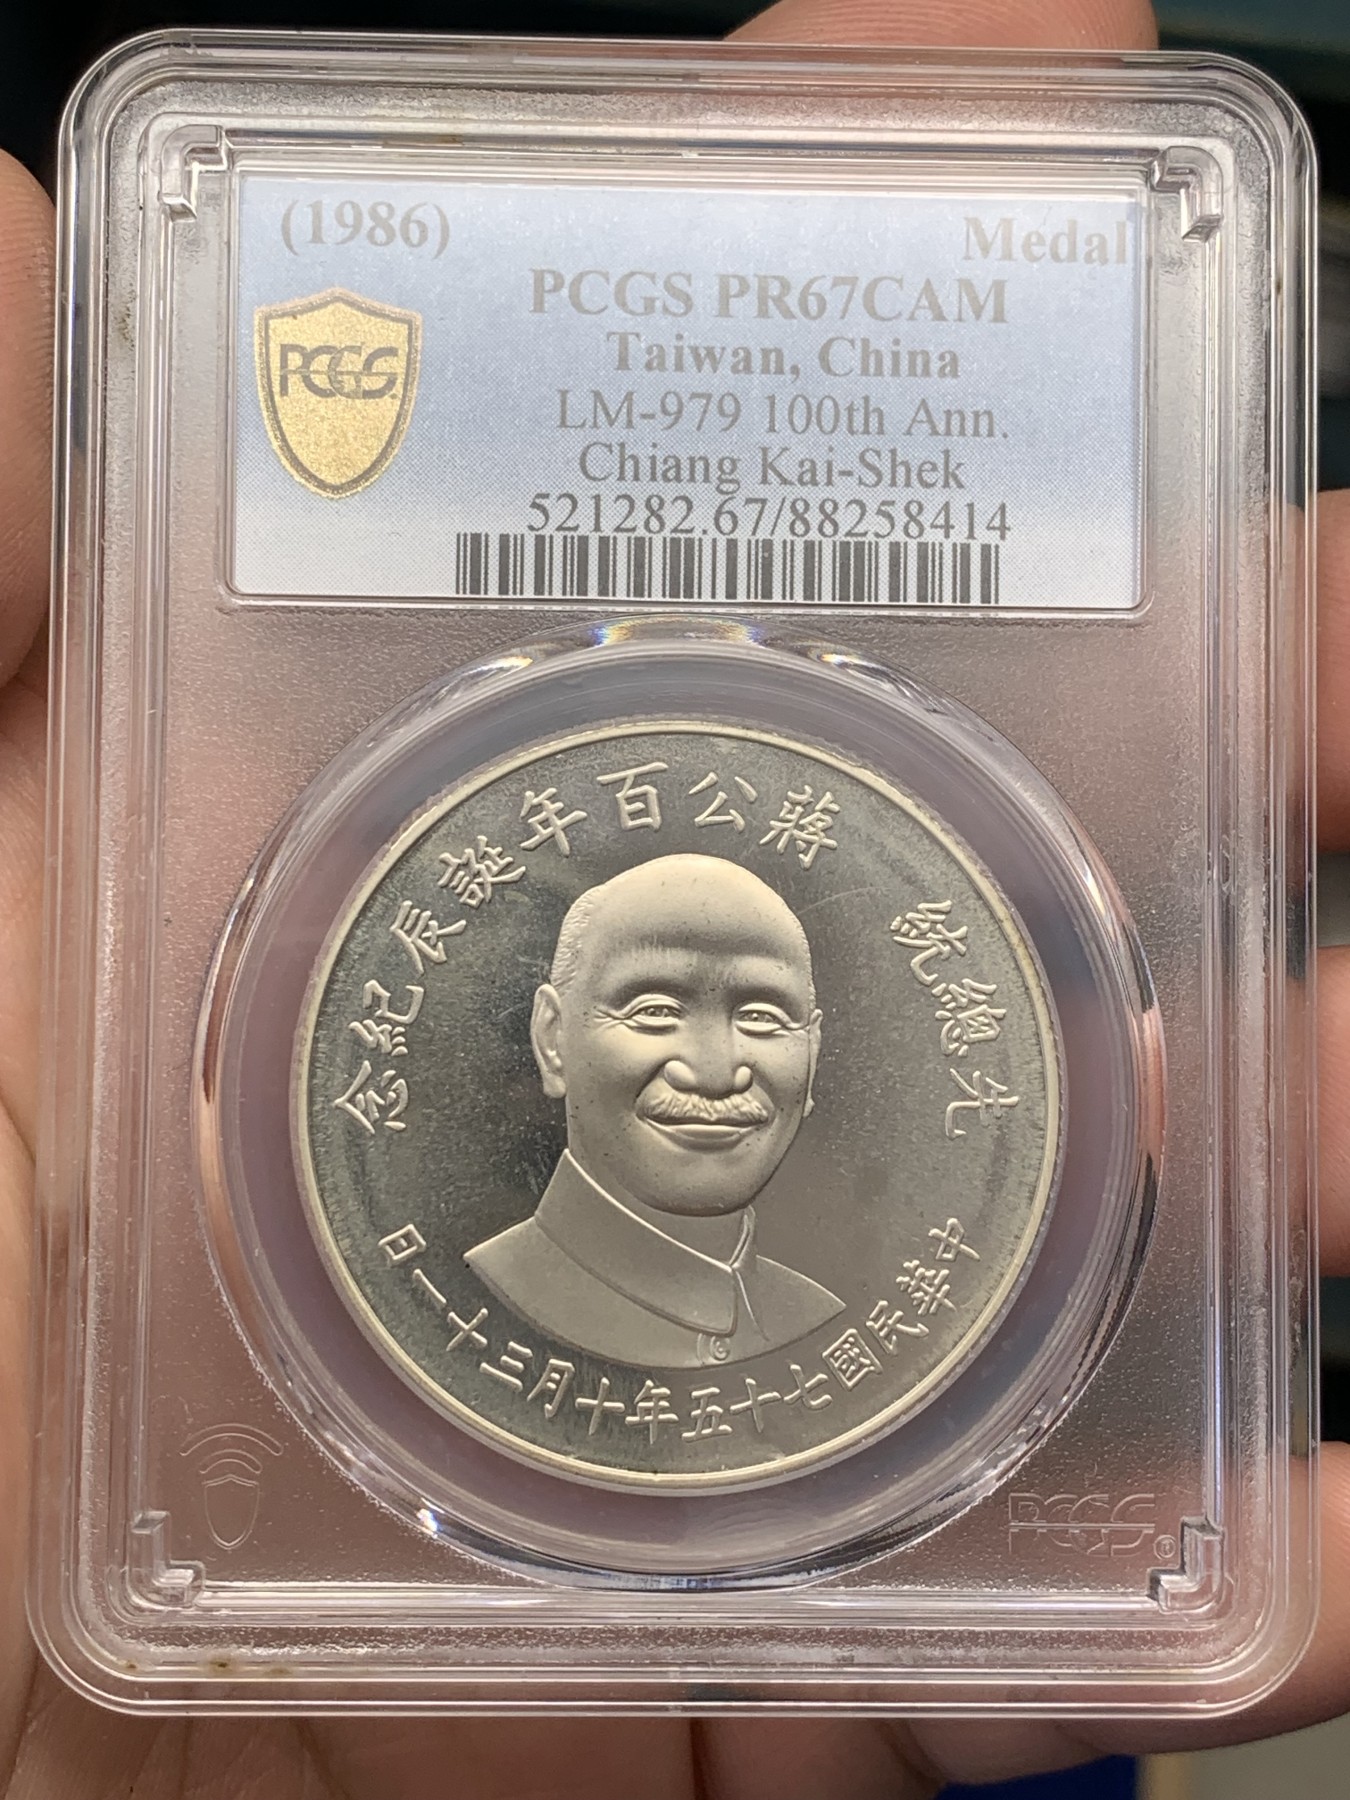 (1986) Medal
PCGS PR67CAM
PCGS
Taiwan, China
LM-979 100th Ann.
Chiang Kai-Shek
521282.67/88258414
先總統 蔣公百年誕辰紀念
中華民國七十五年十月三十一日
PCGS